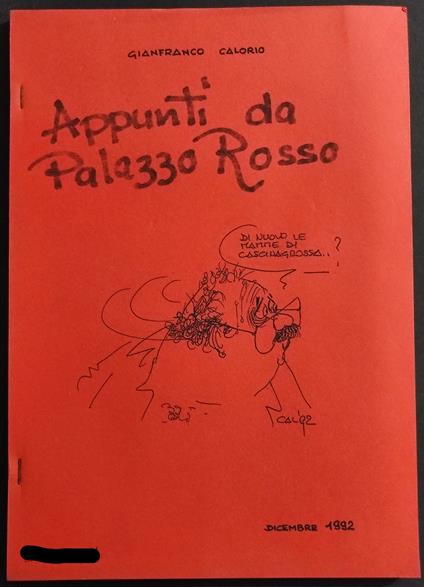 GIANFRANCO CALORIO
Appunti da
Palazzo Rosso
DI NUOVO LE
MAMME DI
CASCINAGROSSA..
?
CAL'92
DICEMBRE 1992